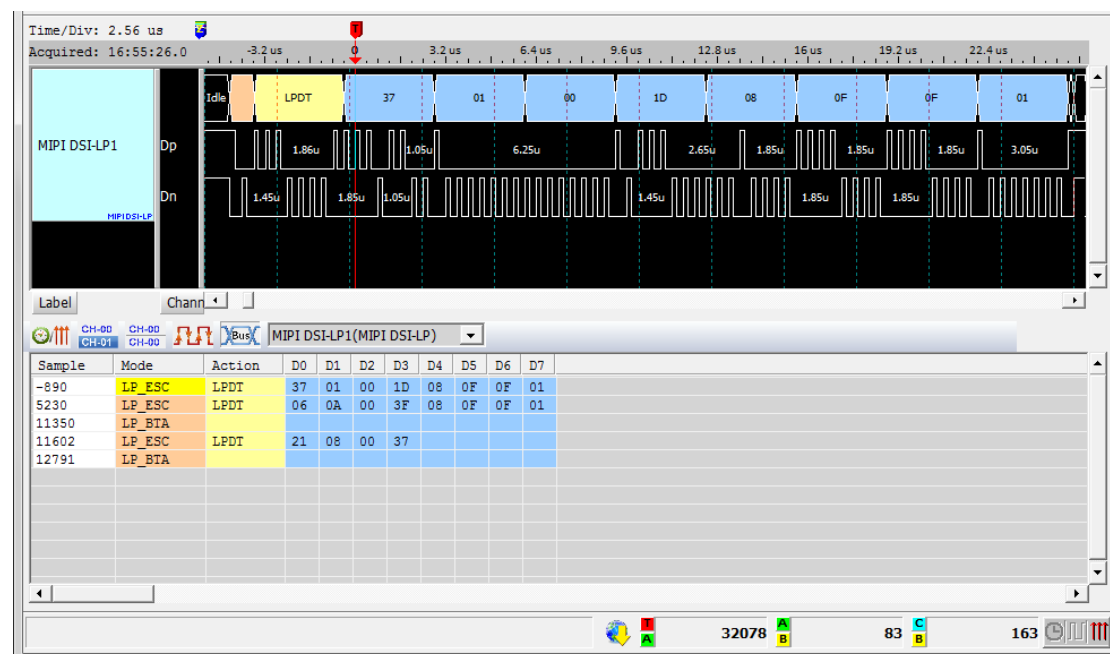 Time/Div: 2.56 us
Acquired: 16:55:26.0
-3.2 us 0 3.2 us 6.4 us 9.6 us 12.8 us 16 us 19.2 us 22.4 us
T
Idle LPDT 37 01 00 1D 08 0F 0F 01
MIPI DSI-LP1
MIPI DSI-LP
Dp 1.86u 1.05u 6.25u 2.65u 1.85u 1.85u 1.85u 3.05u
Dn 1.45u 1.85u 1.05u 1.45u 1.85u 1.85u
Label Chann
CH-00 CH-01 CH-00 CH-00 Bus MIPI DSI-LP1(MIPI DSI-LP)
Sample Mode Action D0 D1 D2 D3 D4 D5 D6 D7
-890 LP_ESC LPDT 37 01 00 1D 08 0F 0F 01
5230 LP_ESC LPDT 06 0A 00 3F 08 0F 0F 01
11350 LP_BTA
11602 LP_ESC LPDT 21 08 00 37
12791 LP_BTA
T A 32078 A B 83 C B 163